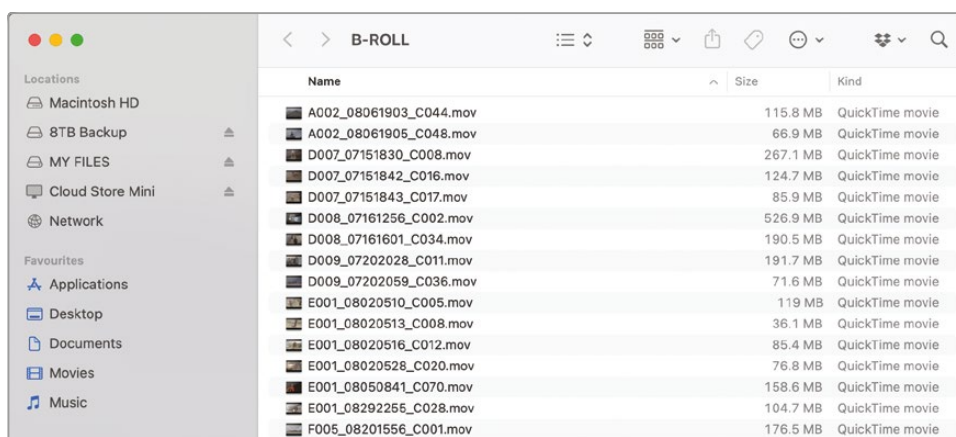 B-ROLL
Locations
Macintosh HD
8TB Backup
MY FILES
Cloud Store Mini
Network
Favourites
Applications
Desktop
Documents
Movies
Music
Name Size Kind
A002_08061903_C044.mov 115.8 MB QuickTime movie
A002_08061905_C048.mov 66.9 MB QuickTime movie
D007_07151830_C008.mov 267.1 MB QuickTime movie
D007_07151842_C016.mov 124.7 MB QuickTime movie
D007_07151843_C017.mov 85.9 MB QuickTime movie
D008_07161256_C002.mov 526.9 MB QuickTime movie
D008_07161601_C034.mov 190.5 MB QuickTime movie
D009_07202028_C011.mov 191.7 MB QuickTime movie
D009_07202059_C036.mov 71.6 MB QuickTime movie
E001_08020510_C005.mov 119 MB QuickTime movie
E001_08020513_C008.mov 36.1 MB QuickTime movie
E001_08020516_C012.mov 85.4 MB QuickTime movie
E001_08020528_C020.mov 76.8 MB QuickTime movie
E001_08050841_C070.mov 158.6 MB QuickTime movie
E001_08292255_C028.mov 104.7 MB QuickTime movie
F005_08201556_C001.mov 176.5 MB QuickTime movie